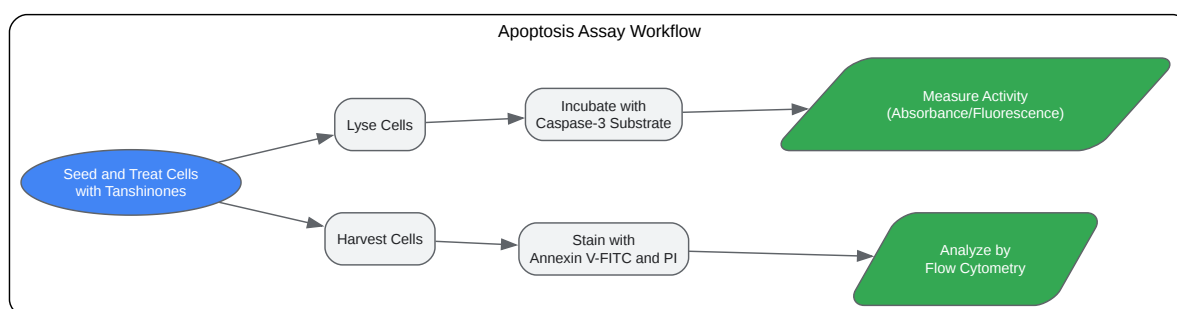 Apoptosis Assay Workflow
Seed and Treat Cells
with Tanshinones
Lyse Cells
Incubate with
Caspase-3 Substrate
Measure Activity
(Absorbance/Fluorescence)
Harvest Cells
Stain with
Annexin V-FITC and PI
Analyze by
Flow Cytometry